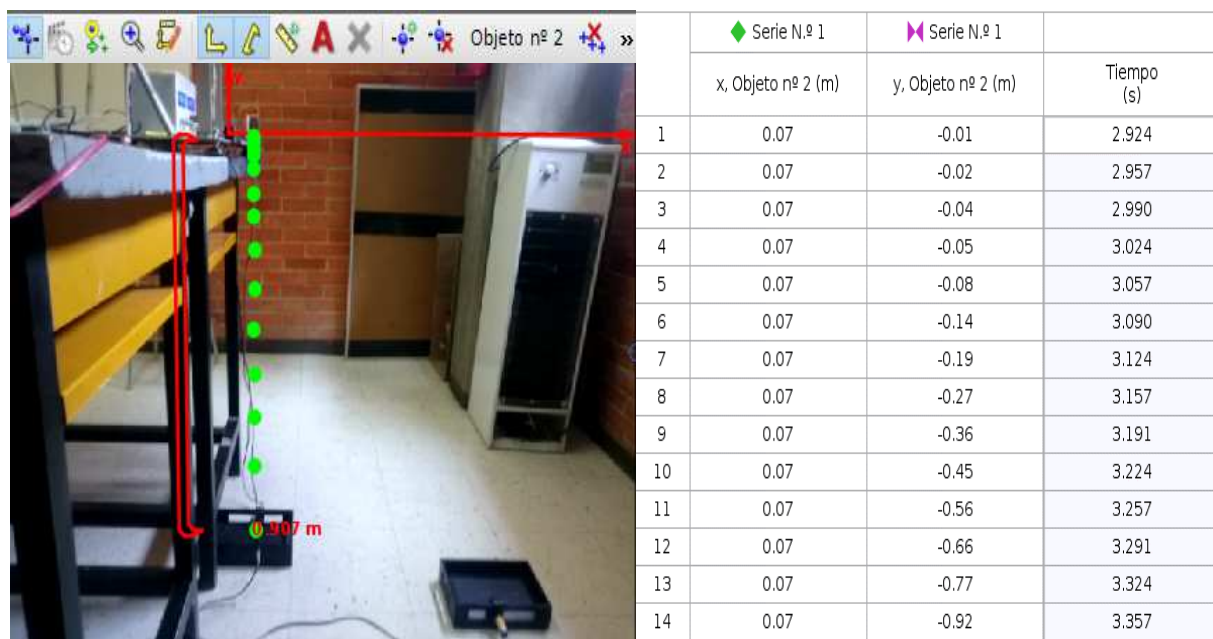 Objeto nº 2 »
y
x
0.907 m
Serie N.º 1 Serie N.º 1
x, Objeto nº 2 (m) y, Objeto nº 2 (m) Tiempo
(s)
1 0.07 -0.01 2.924
2 0.07 -0.02 2.957
3 0.07 -0.04 2.990
4 0.07 -0.05 3.024
5 0.07 -0.08 3.057
6 0.07 -0.14 3.090
7 0.07 -0.19 3.124
8 0.07 -0.27 3.157
9 0.07 -0.36 3.191
10 0.07 -0.45 3.224
11 0.07 -0.56 3.257
12 0.07 -0.66 3.291
13 0.07 -0.77 3.324
14 0.07 -0.92 3.357